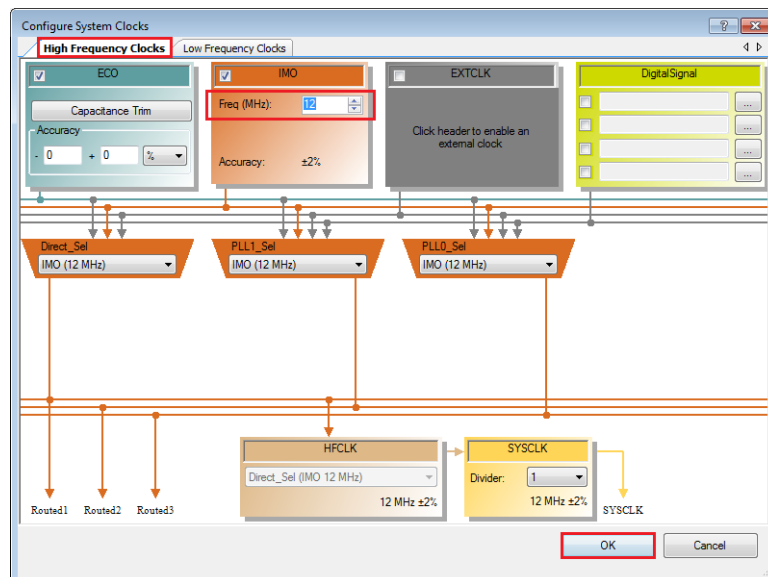 Configure System Clocks
?
High Frequency Clocks
Low Frequency Clocks
ECO
Capacitance Trim
Accuracy
- 0 + 0 %
IMO
Freq (MHz): 12
Accuracy: ±2%
EXTCLK
Click header to enable an
external clock
DigitalSignal
...
...
...
...
Direct_Sel
IMO (12 MHz)
PLL1_Sel
IMO (12 MHz)
PLL0_Sel
IMO (12 MHz)
HFCLK
Direct_Sel (IMO 12 MHz)
12 MHz ±2%
SYSCLK
Divider: 1
12 MHz ±2%
Routed1
Routed2
Routed3
SYSCLK
OK
Cancel